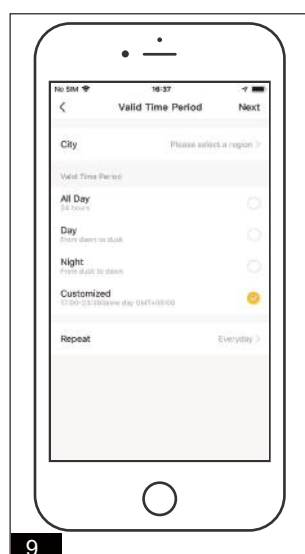 No SIM 16:37
< Valid Time Period Next
City Please select a region >
Valid Time Period
All Day
24 hours
Day
From dawn to dusk
Night
From dusk to dawn
Customized
Repeat Everyday >
9